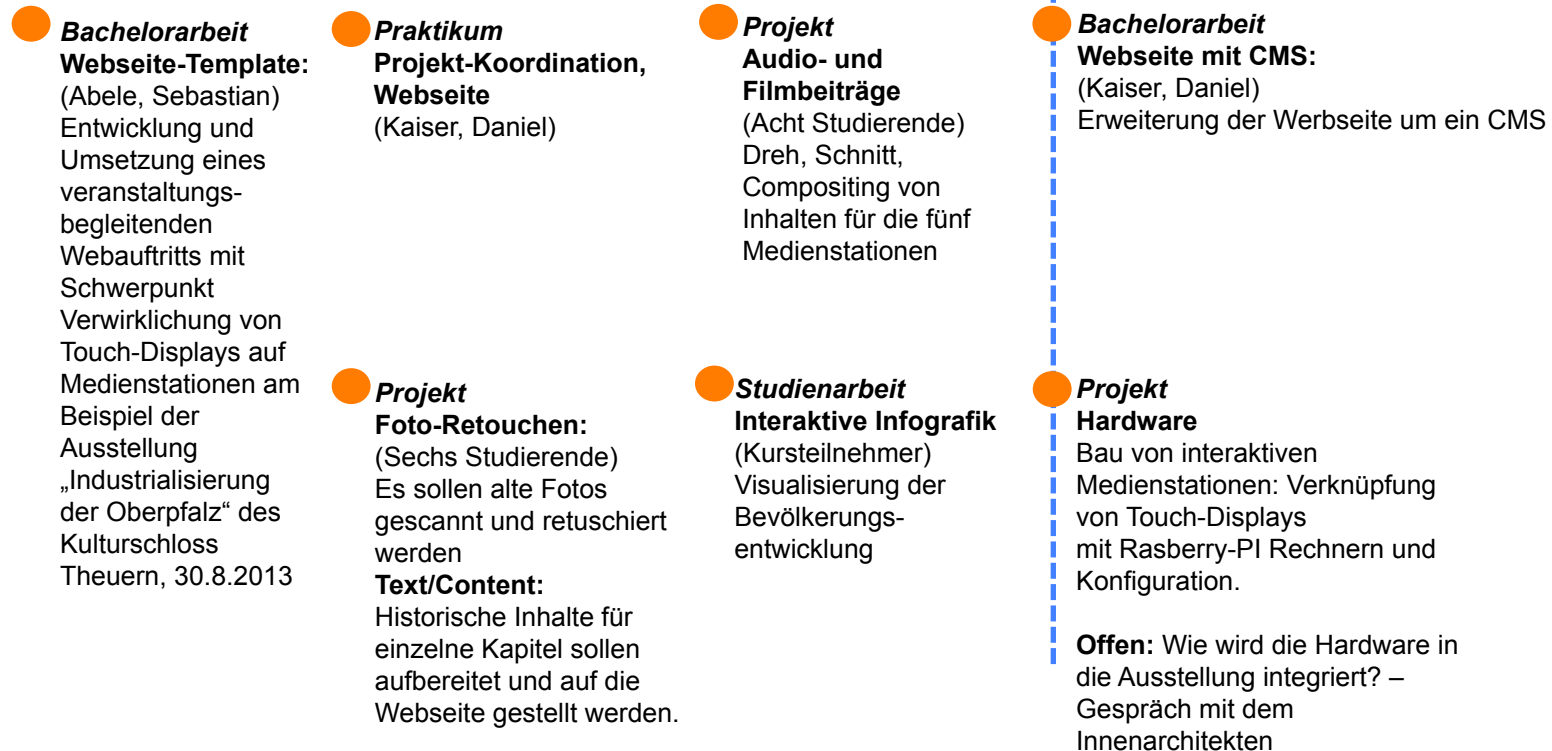 Bachelorarbeit
Webseite-Template:
(Abele, Sebastian)
Entwicklung und
Umsetzung eines
veranstaltungs-
begleitenden
Webauftritts mit
Schwerpunkt
Verwirklichung von
Touch-Displays auf
Medienstationen am
Beispiel der
Ausstellung
„Industrialisierung
der Oberpfalz“ des
Kulturschloss
Theuern, 30.8.2013
Praktikum
Projekt-Koordination,
Webseite
(Kaiser, Daniel)
Projekt
Foto-Retouchen:
(Sechs Studierende)
Es sollen alte Fotos
gescannt und retuschiert
werden
Text/Content:
Historische Inhalte für
einzelne Kapitel sollen
aufbereitet und auf die
Webseite gestellt werden.
Projekt
Audio- und
Filmbeiträge
(Acht Studierende)
Dreh, Schnitt,
Compositing von
Inhalten für die fünf
Medienstationen
Studienarbeit
Interaktive Infografik
(Kursteilnehmer)
Visualisierung der
Bevölkerungs-
entwicklung
Bachelorarbeit
Webseite mit CMS:
(Kaiser, Daniel)
Erweiterung der Werbseite um ein CMS
Projekt
Hardware
Bau von interaktiven
Medienstationen: Verknüpfung
von Touch-Displays
mit Rasberry-PI Rechnern und
Konfiguration.
Offen: Wie wird die Hardware in
die Ausstellung integriert? –
Gespräch mit dem
Innenarchitekten